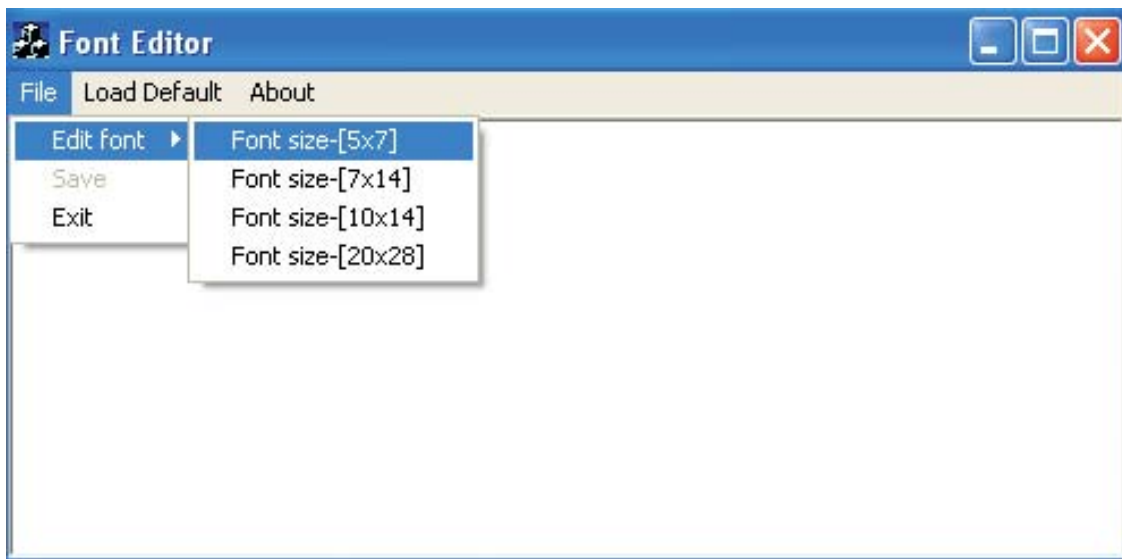 Font Editor
File Load Default About
Edit font Font size-[5x7]
Save Font size-[7x14]
Exit Font size-[10x14]
Font size-[20x28]